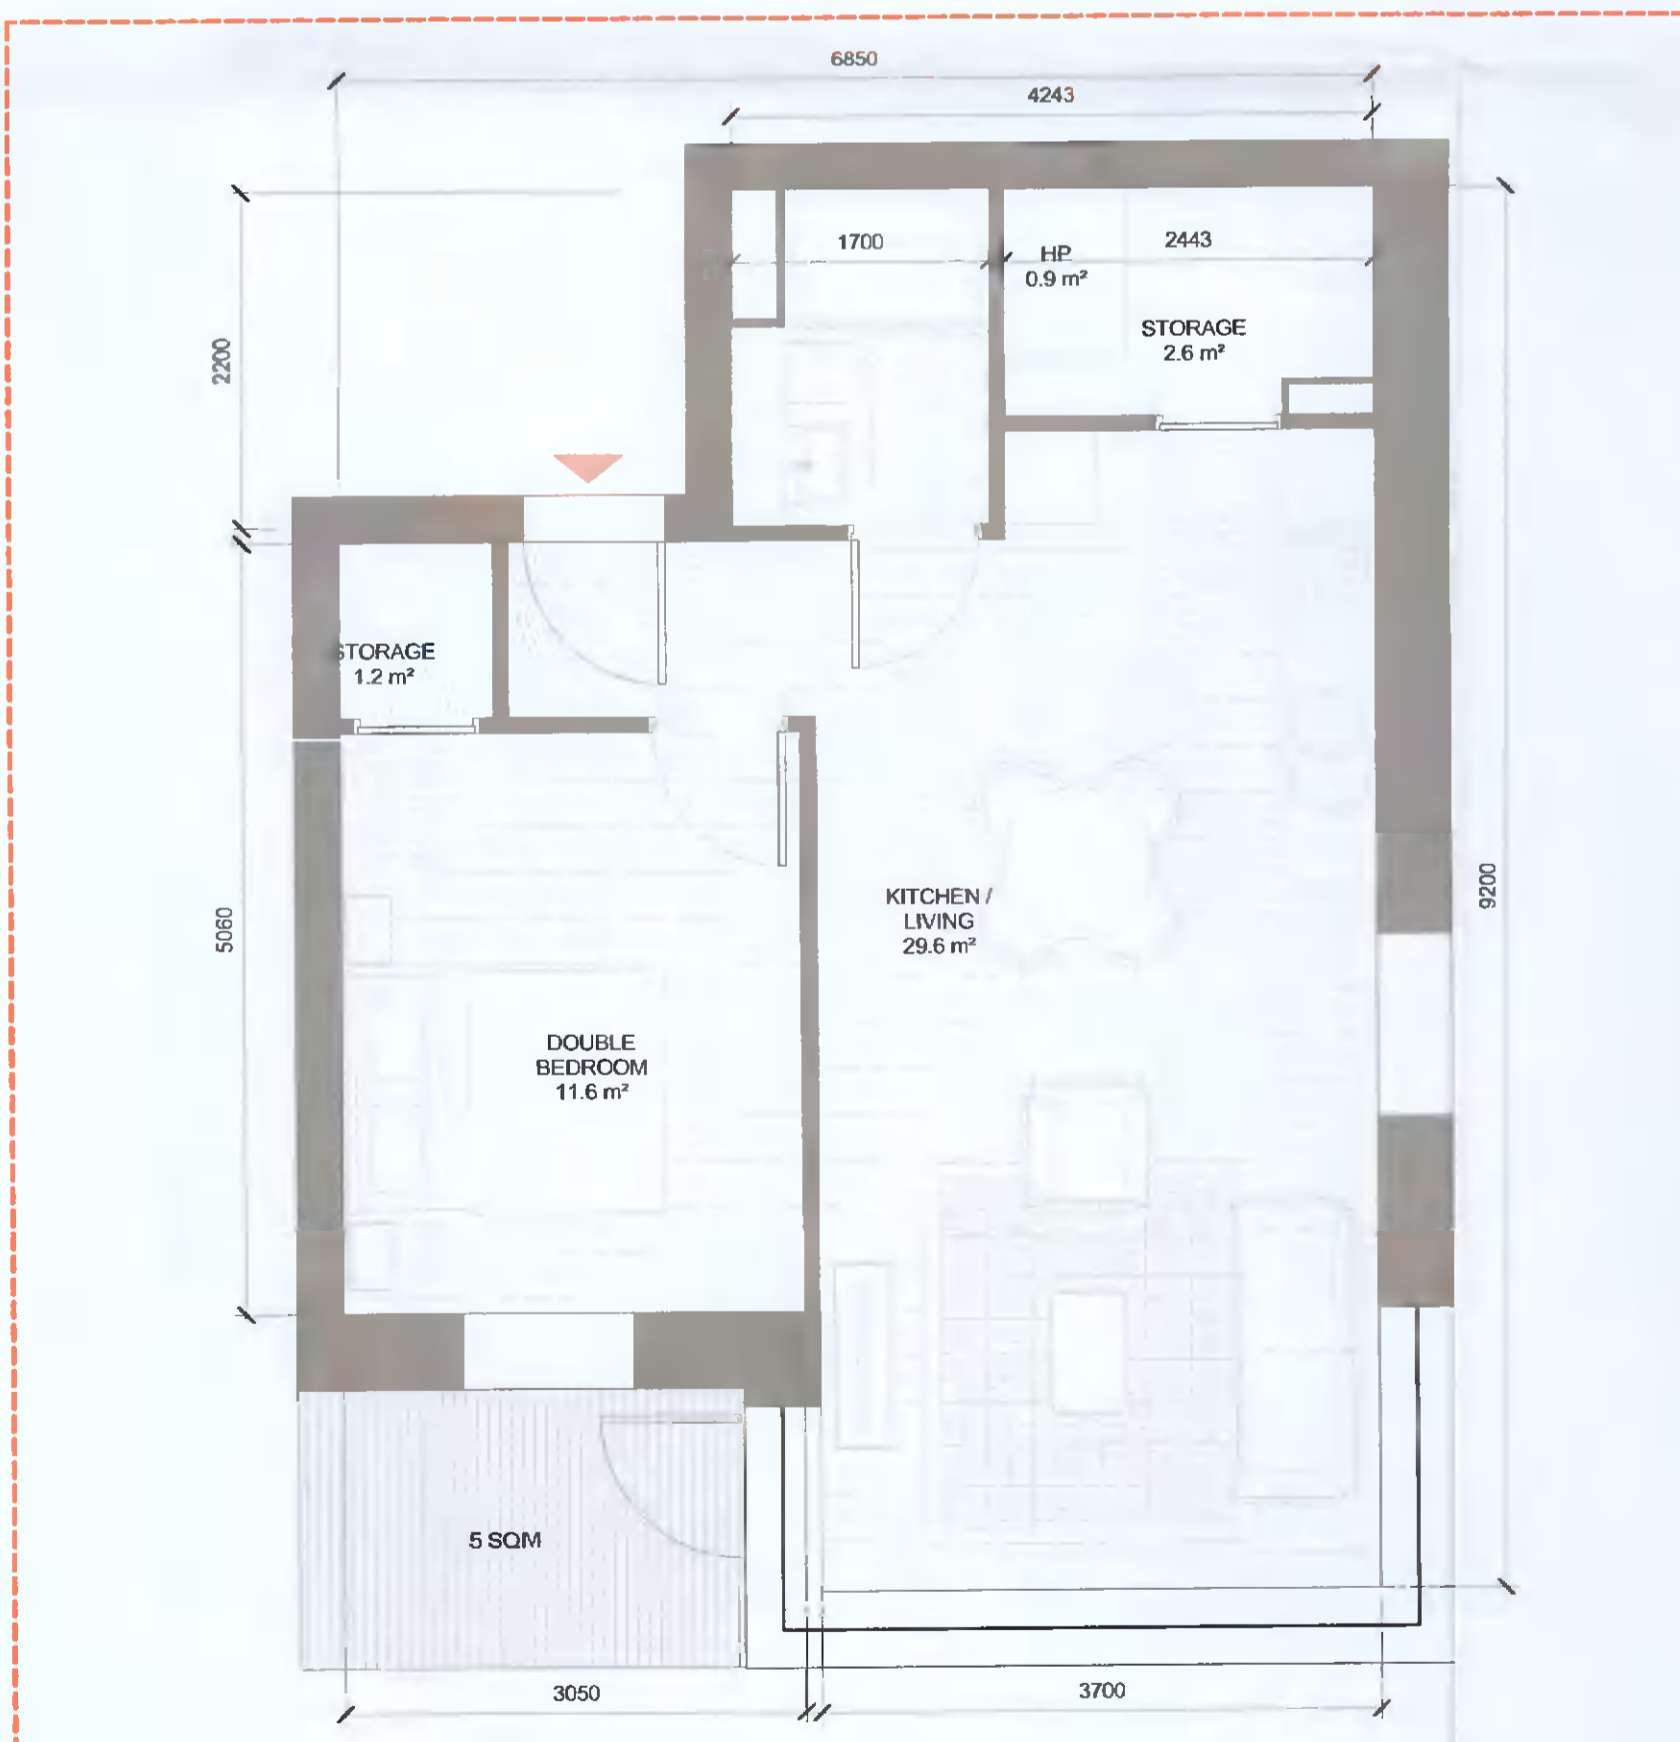 6850
4243
1700
2443
HP
0.9 m²
STORAGE
2.6 m²
2200
STORAGE
1.2 m²
5060
9200
KITCHEN /
LIVING
29.6 m²
DOUBLE
BEDROOM
11.6 m²
5 SQM
3050
3700